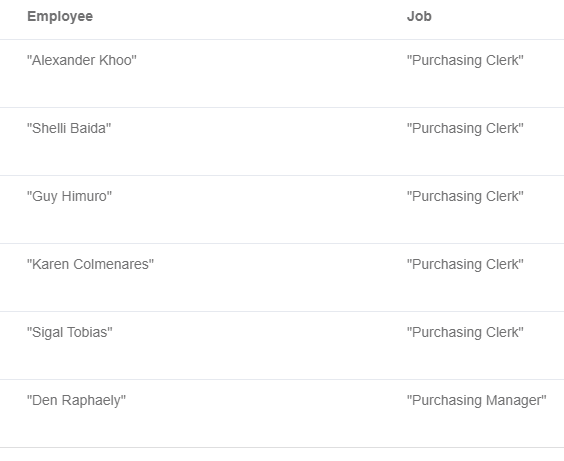 Employee Job
"Alexander Khoo" "Purchasing Clerk"
"Shelli Baida" "Purchasing Clerk"
"Guy Himuro" "Purchasing Clerk"
"Karen Colmenares" "Purchasing Clerk"
"Sigal Tobias" "Purchasing Clerk"
"Den Raphaely" "Purchasing Manager"